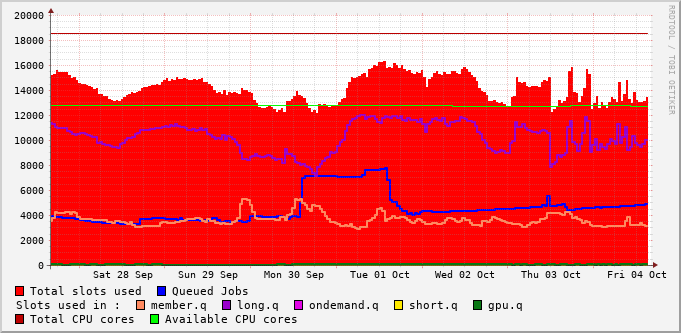 20000
18000
16000
14000
12000
10000
8000
6000
4000
2000
0
Sat 28 Sep Sun 29 Sep Mon 30 Sep Tue 01 Oct Wed 02 Oct Thu 03 Oct Fri 04 Oct
Total slots used Queued Jobs
Slots used in : member.q long.q ondemand.q short.q gpu.q
Total CPU cores Available CPU cores
RRDTOOL / TOBI OETIKER